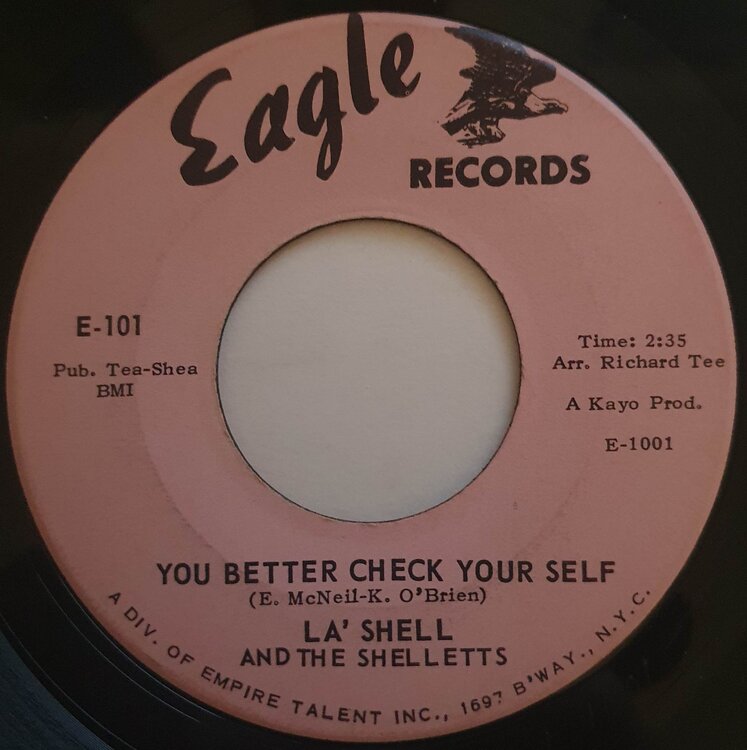 Eagle
RECORDS
E-101
Pub. Tea-Shea
BMI
Time: 2:35
Arr. Richard Tee
A Kayo Prod.
E-1001
YOU BETTER CHECK YOUR SELF
(E. McNeil-K. O'Brien)
LA' SHELL
AND THE SHELLETTS
A DIV. OF EMPIRE TALENT INC., 1697 B'WAY., N.Y.C.